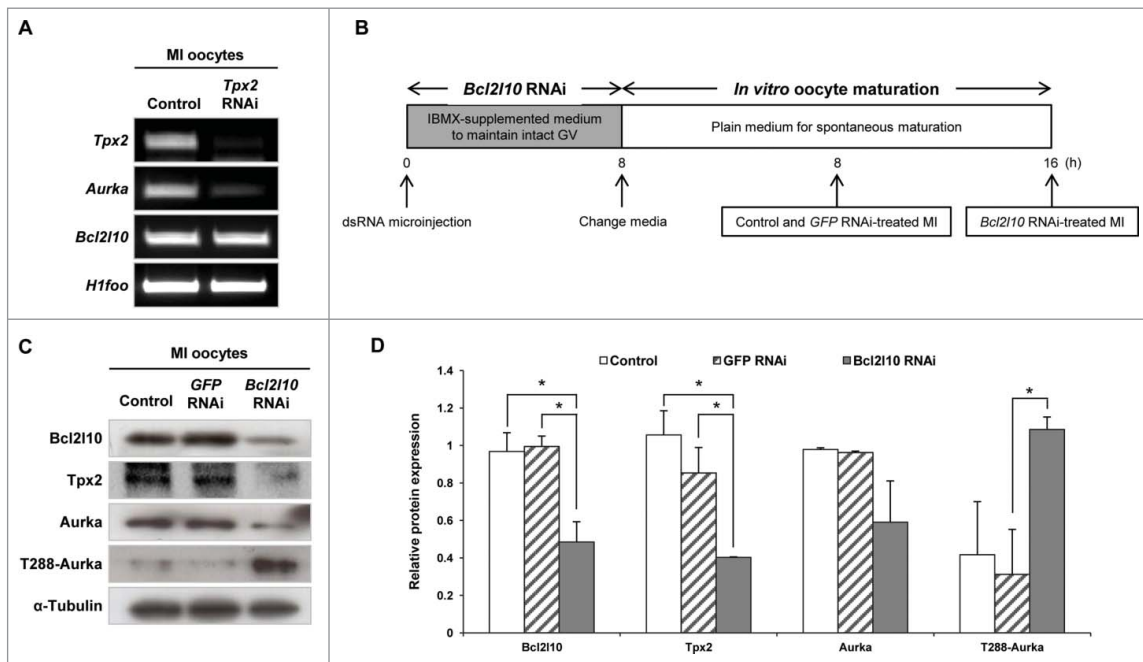 A
MI oocytes
Control
Tpx2
RNAi
Tpx2
Aurka
Bcl2l10
H1foo
B
Bcl2l10 RNAi
In vitro oocyte maturation
IBMX-supplemented medium
to maintain intact GV
Plain medium for spontaneous maturation
0
8
8
16 (h)
dsRNA microinjection
Change media
Control and GFP RNAi-treated MI
Bcl2l10 RNAi-treated MI
C
MI oocytes
Control
GFP
RNAi
Bcl2l10
RNAi
Bcl2l10
Tpx2
Aurka
T288-Aurka
α-Tubulin
D
Control
GFP RNAi
Bcl2l10 RNAi
Relative protein expression
1.4
1.2
1
0.8
0.6
0.4
0.2
0
*
*
*
*
*
Bcl2l10
Tpx2
Aurka
T288-Aurka